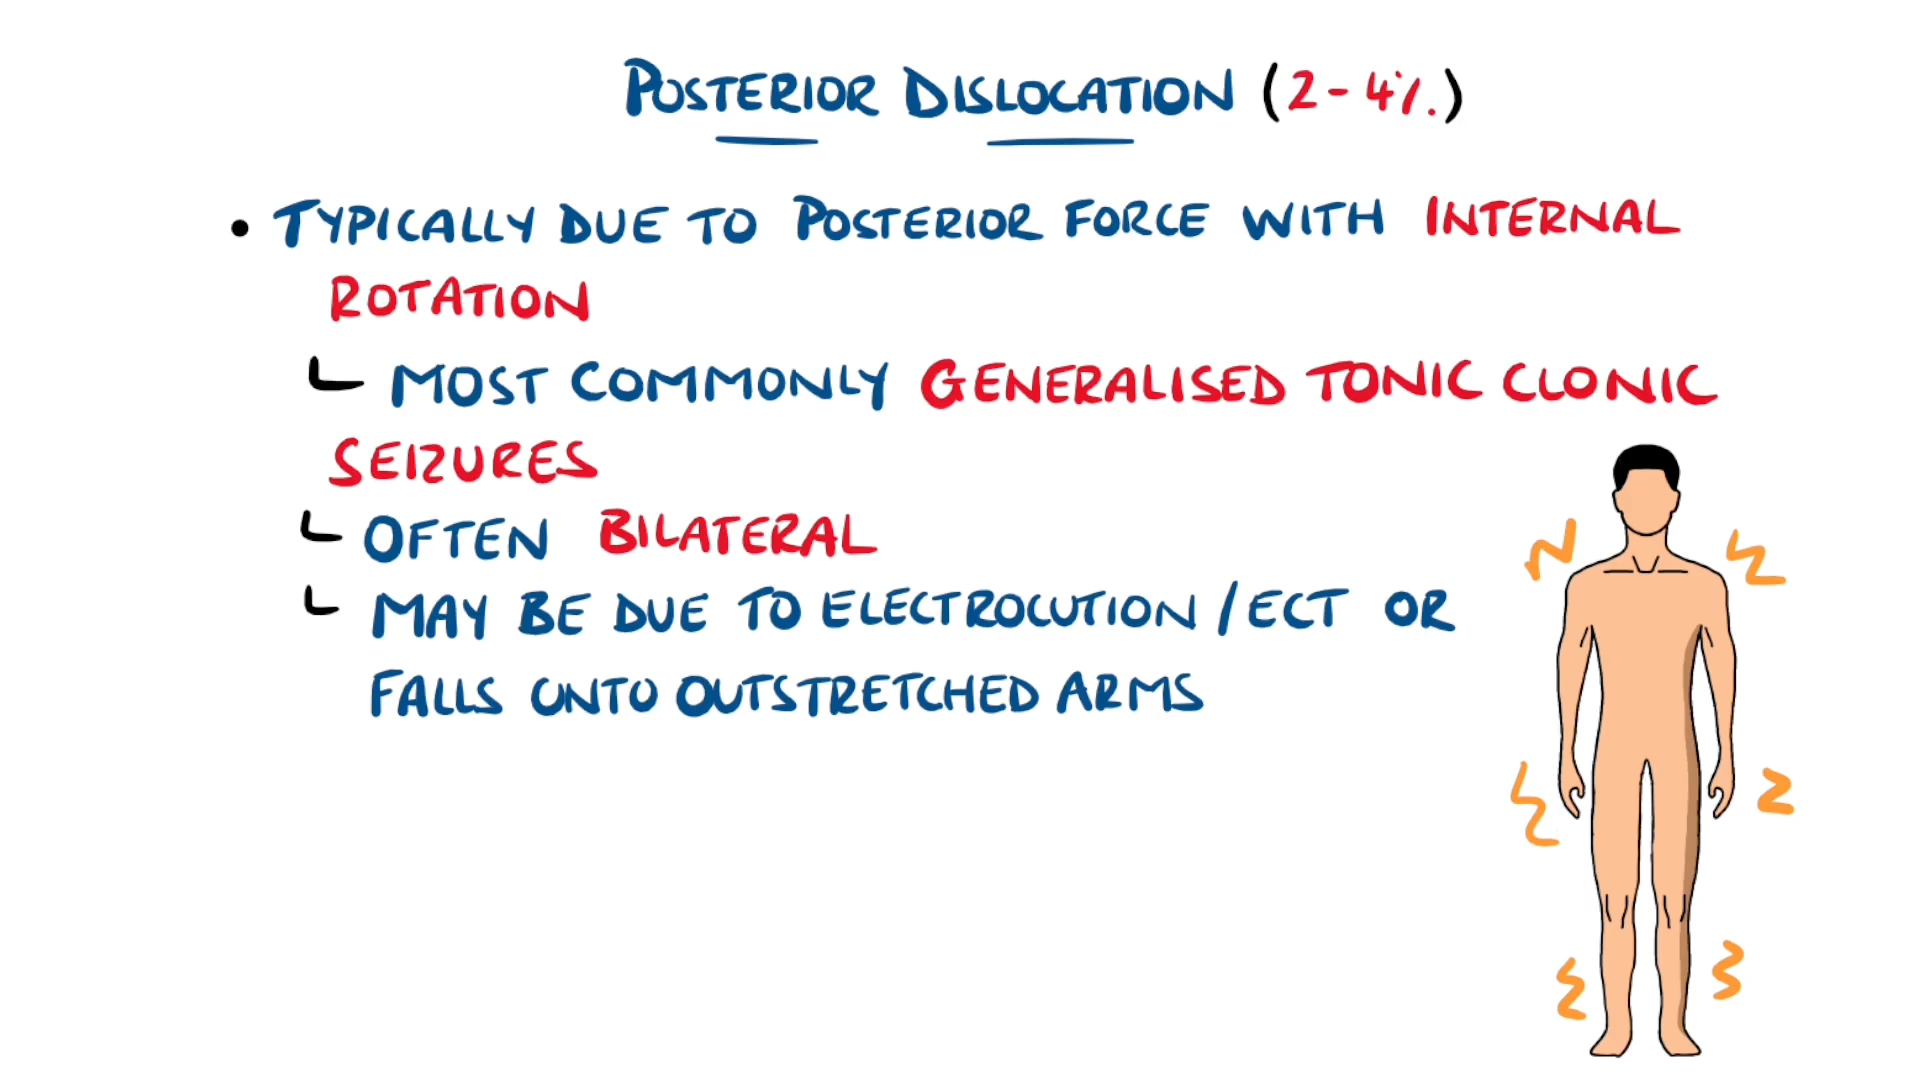 POSTERIOR DISLOCATION (2-4%)
• TYPICALLY DUE TO POSTERIOR FORCE WITH INTERNAL
ROTATION
MOST COMMONLY GENERALISED TONIC CLONIC
SEIZURES
OFTEN BILATERAL
MAY BE DUE TO ELECTROCUTION / ECT OR
FALLS ONTO OUTSTRETCHED ARMS